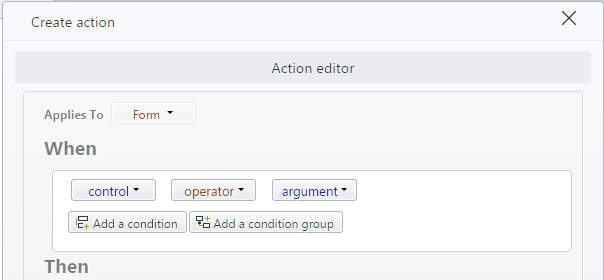 Create action
Action editor
Applies To Form
When
control operator argument
Add a condition Add a condition group
Then